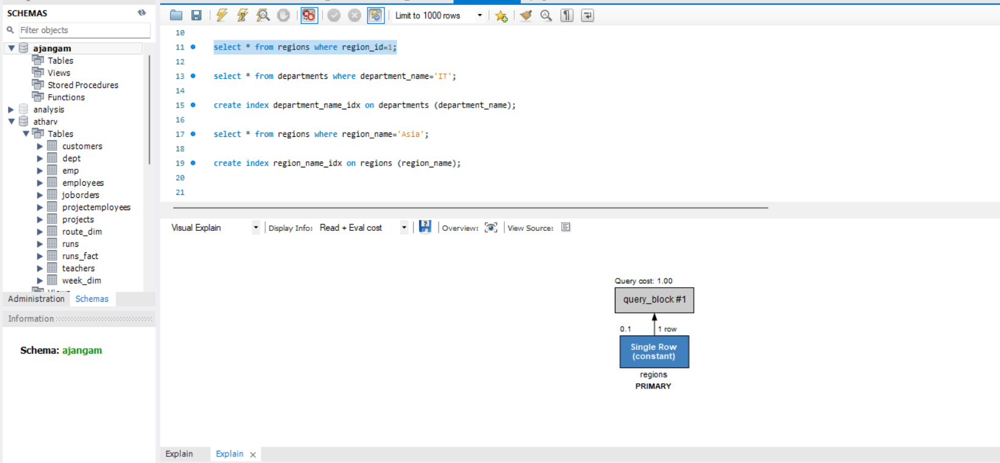 SCHEMAS
Filter objects
ajangam
Tables
Views
Stored Procedures
Functions
analysis
atharv
Tables
customers
dept
emp
employees
joborders
projectemployees
projects
route_dim
runs
runs_fact
teachers
week_dim
Views
Administration Schemas
Information
Schema: ajangam
Limit to 1000 rows
10
11 select * from regions where region_id=1;
12
13 select * from departments where department_name='IT';
14
15 create index department_name_idx on departments (department_name);
16
17 select * from regions where region_name='Asia';
18
19 create index region_name_idx on regions (region_name);
20
21
Visual Explain Display Info: Read + Eval cost Overview: View Source:
Query cost: 1.00
query_block #1
0.1 1 row
Single Row
(constant)
regions
PRIMARY
Explain Explain